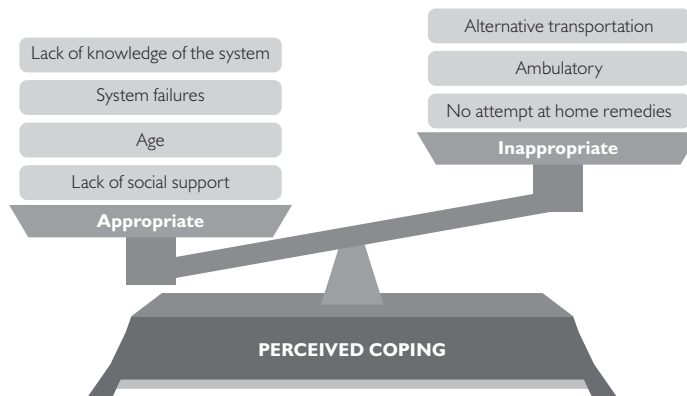 Lack of knowledge of the system
System failures
Age
Lack of social support
Appropriate
Alternative transportation
Ambulatory
No attempt at home remedies
Inappropriate
PERCEIVED COPING